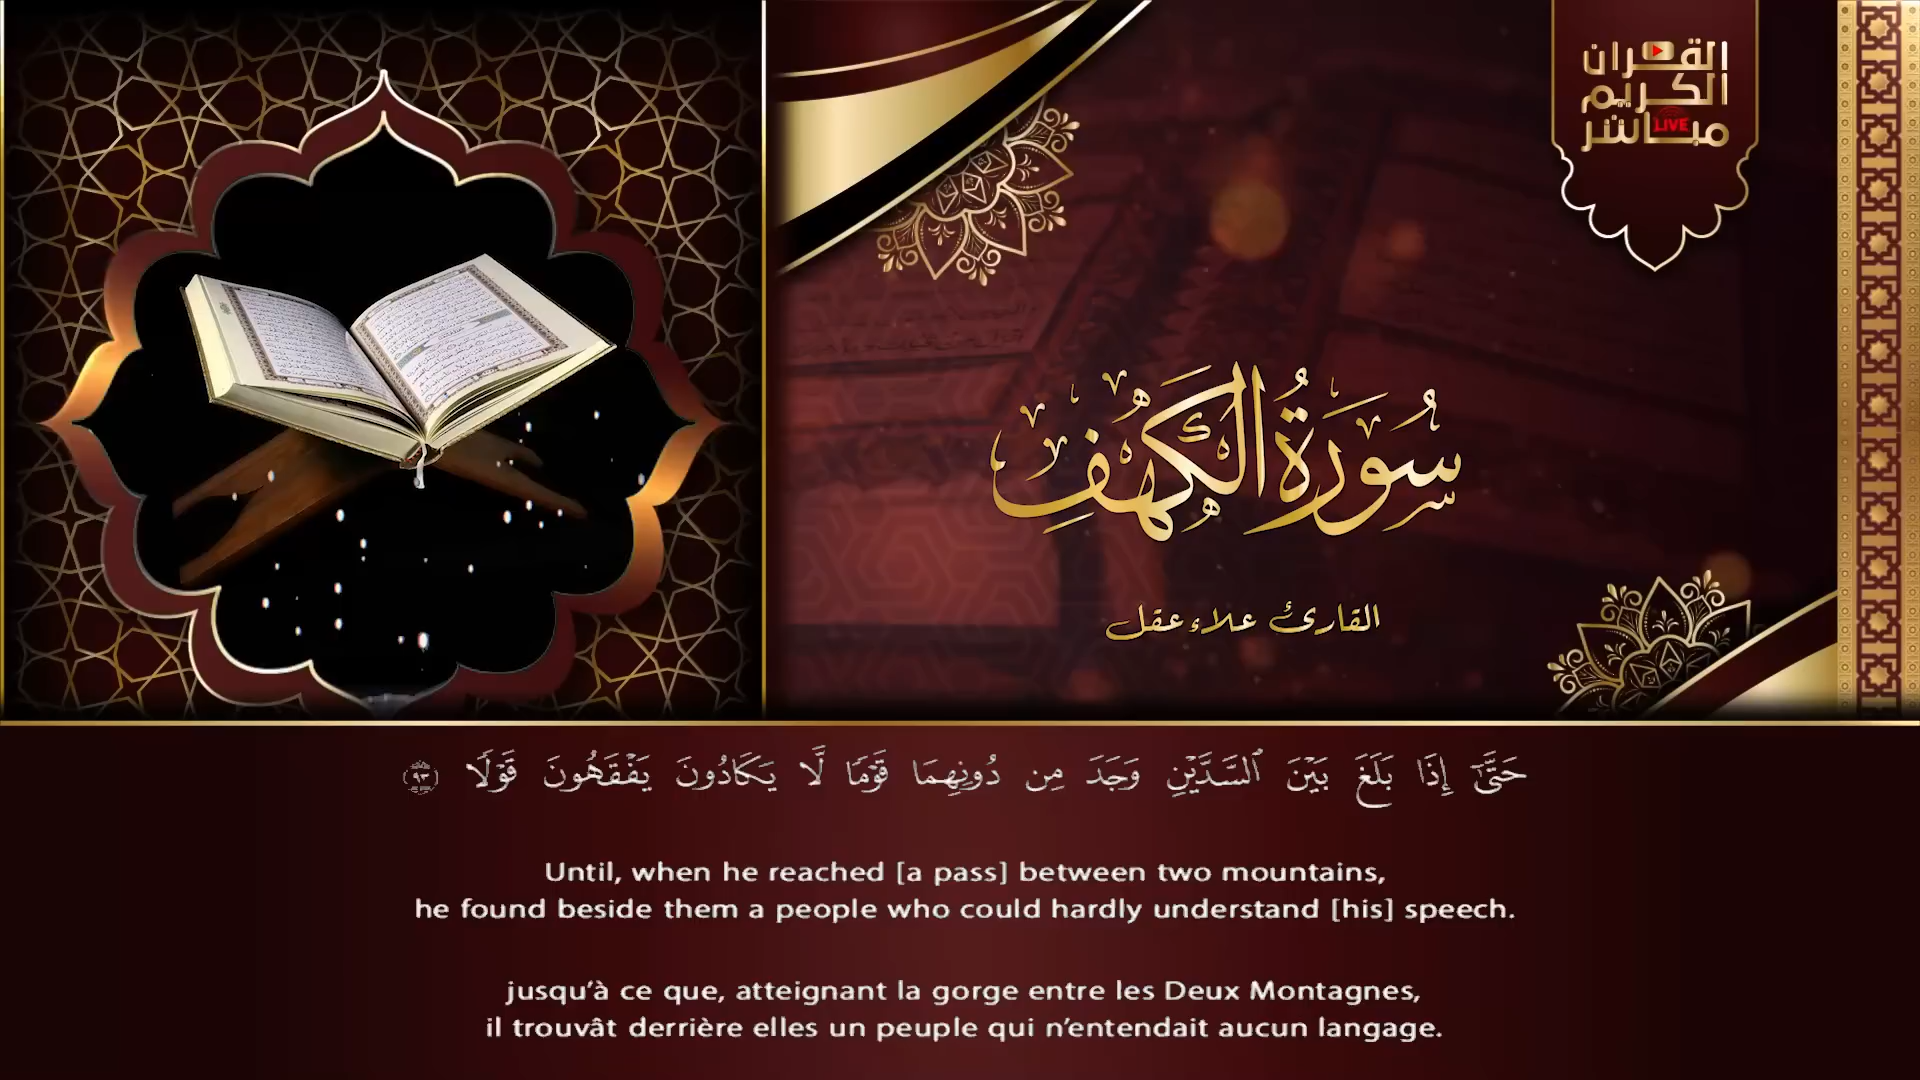 القران
الكريم
مباشر
LIVE
سُورَةُ الكَهْفِ
القارئ علاء عقل
حَتَّىٰٓ إِذَا بَلَغَ بَيْنَ ٱلسَّدَّيْنِ وَجَدَ مِن دُونِهِمَا قَوْمًا لَّا يَكَادُونَ يَفْقَهُونَ قَوْلًا ٩٣
Until, when he reached [a pass] between two mountains,
he found beside them a people who could hardly understand [his] speech.
jusqu'à ce que, atteignant la gorge entre les Deux Montagnes,
il trouvât derrière elles un peuple qui n'entendait aucun langage.